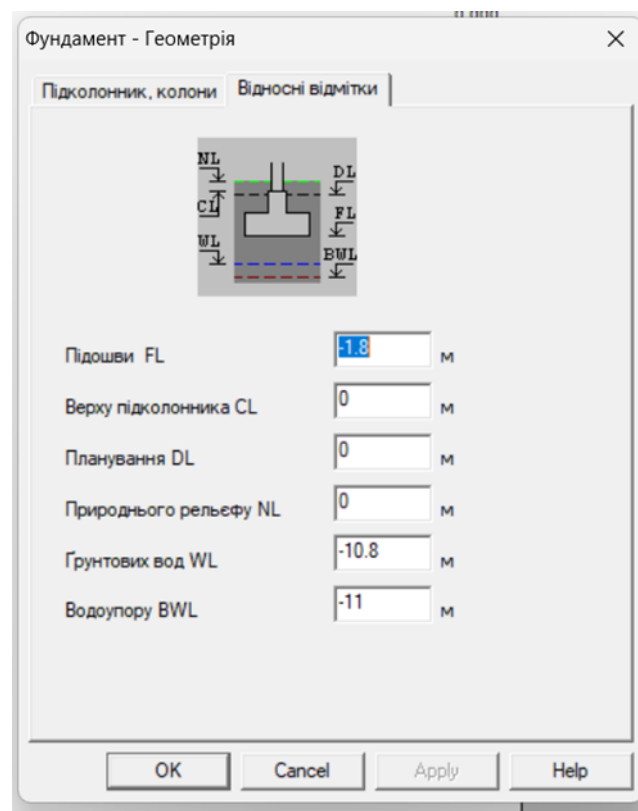 Фундамент - Геометрія
Підколонник, колони Відносні відмітки
NL DL
CL FL
WL BWL
Підошви FL -1.8 м
Верху підколонника CL 0 м
Планування DL 0 м
Природнього рельєфу NL 0 м
Ґрунтових вод WL -10.8 м
Водоупору BWL -11 м
OK Cancel Apply Help